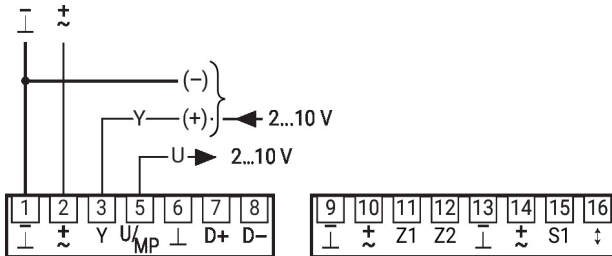 − +
⊥ ~
(−)
Y (+) 2...10 V
U 2...10 V
1 2 3 5 6 7 8 9 10 11 12 13 14 15 16
⊥ ~ Y U/MP ⊥ D+ D− ⊥ ~ Z1 Z2 ⊥ ~ S1 ↕